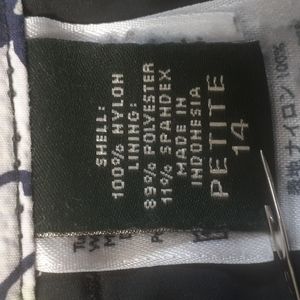 SHELL:
100% NYLON
LINING:
89% POLYESTER
11% SPANDEX
MADE IN
INDONESIA
PETITE
14
ナイロン 100%